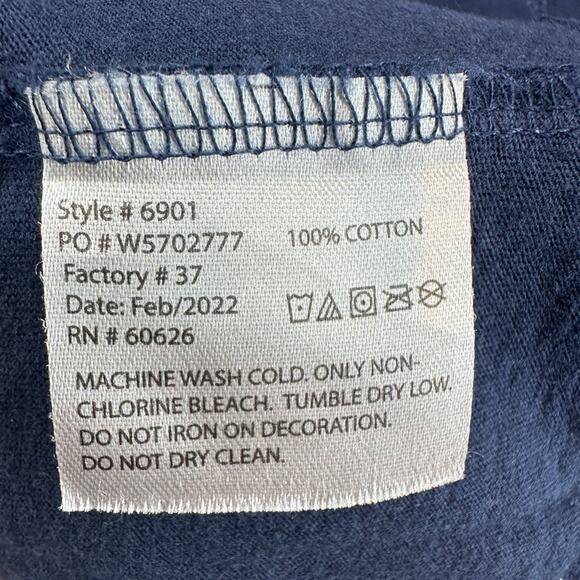 Style # 6901
PO # W5702777
100% COTTON
Factory # 37
Date: Feb/2022
RN # 60626
MACHINE WASH COLD. ONLY NON-
CHLORINE BLEACH. TUMBLE DRY LOW.
DO NOT IRON ON DECORATION.
DO NOT DRY CLEAN.